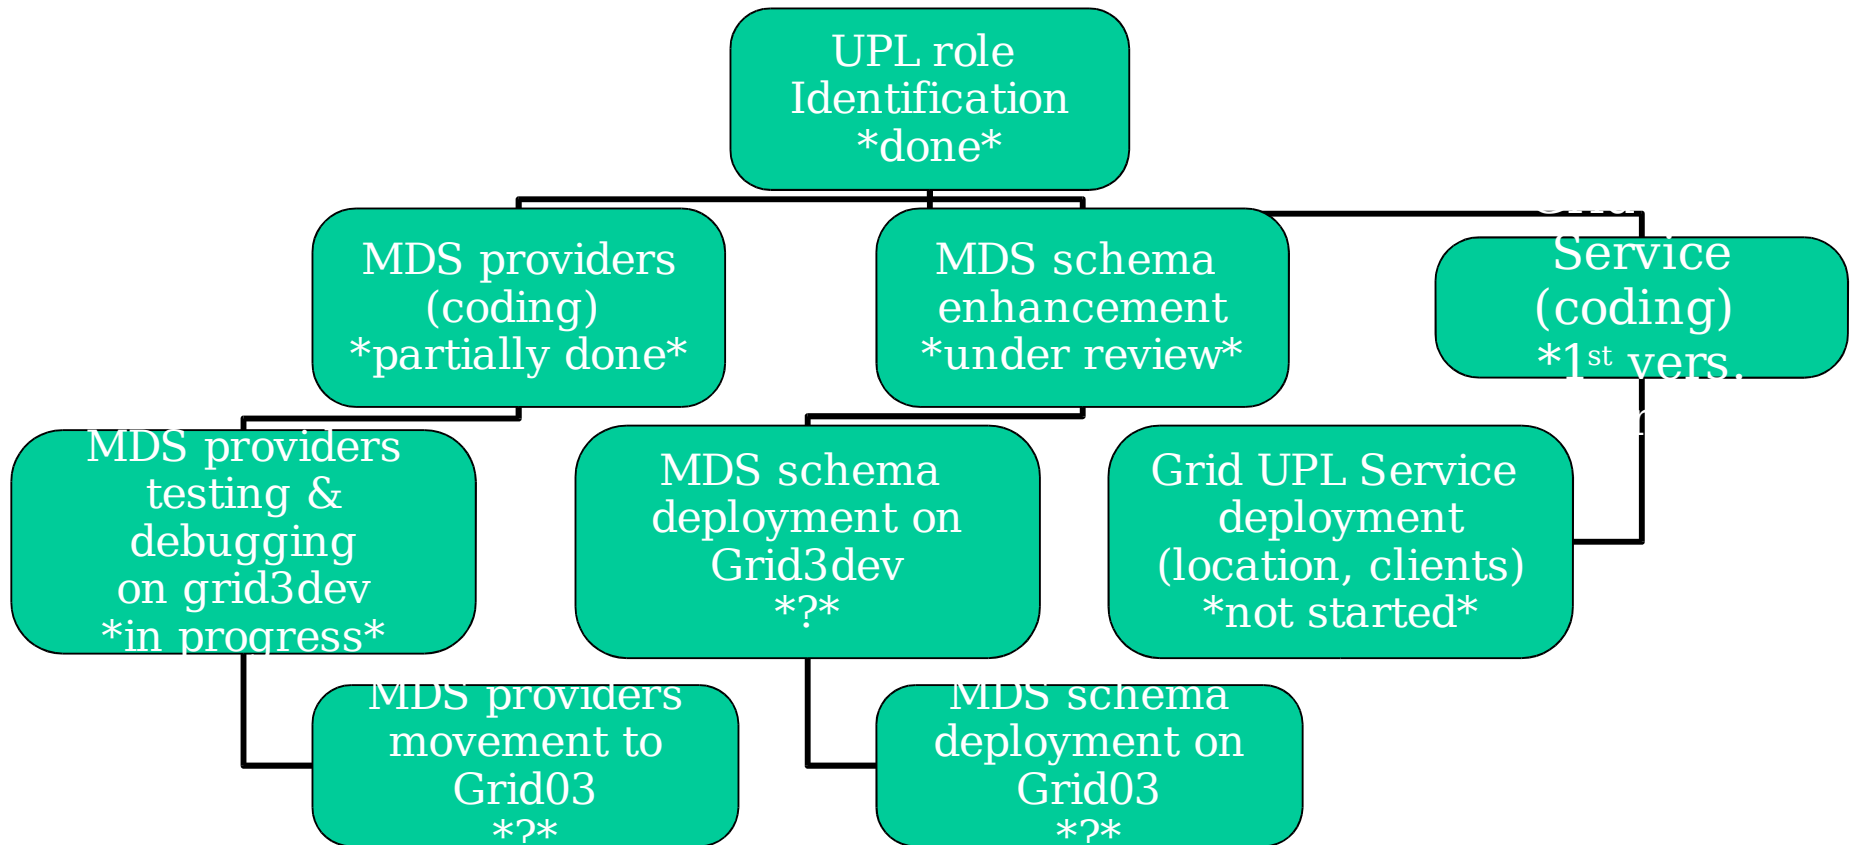 UPL role
Identification
*done*
MDS providers
(coding)
*partially done*
MDS schema
enhancement
*under review*
Service
(coding)
*1st vers.
MDS providers
testing &
debugging
on grid3dev
*in progress*
MDS schema
deployment on
Grid3dev
*?*
Grid UPL Service
deployment
(location, clients)
*not started*
MDS providers
movement to
Grid03
*?*
MDS schema
deployment on
Grid03
*?*